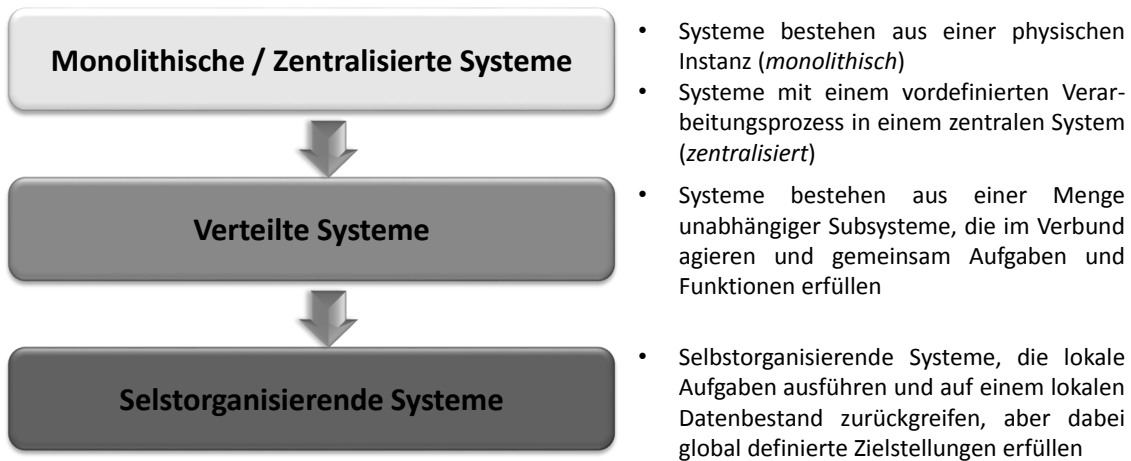 Monolithische / Zentralisierte Systeme
• Systeme bestehen aus einer physischen
Instanz (monolithisch)
• Systeme mit einem vordefinierten Verar-
beitungsprozess in einem zentralen System
(zentralisiert)
Verteilte Systeme
• Systeme bestehen aus einer Menge
unabhängiger Subsysteme, die im Verbund
agieren und gemeinsam Aufgaben und
Funktionen erfüllen
Selstorganisierende Systeme
• Selbstorganisierende Systeme, die lokale
Aufgaben ausführen und auf einem lokalen
Datenbestand zurückgreifen, aber dabei
global definierte Zielstellungen erfüllen